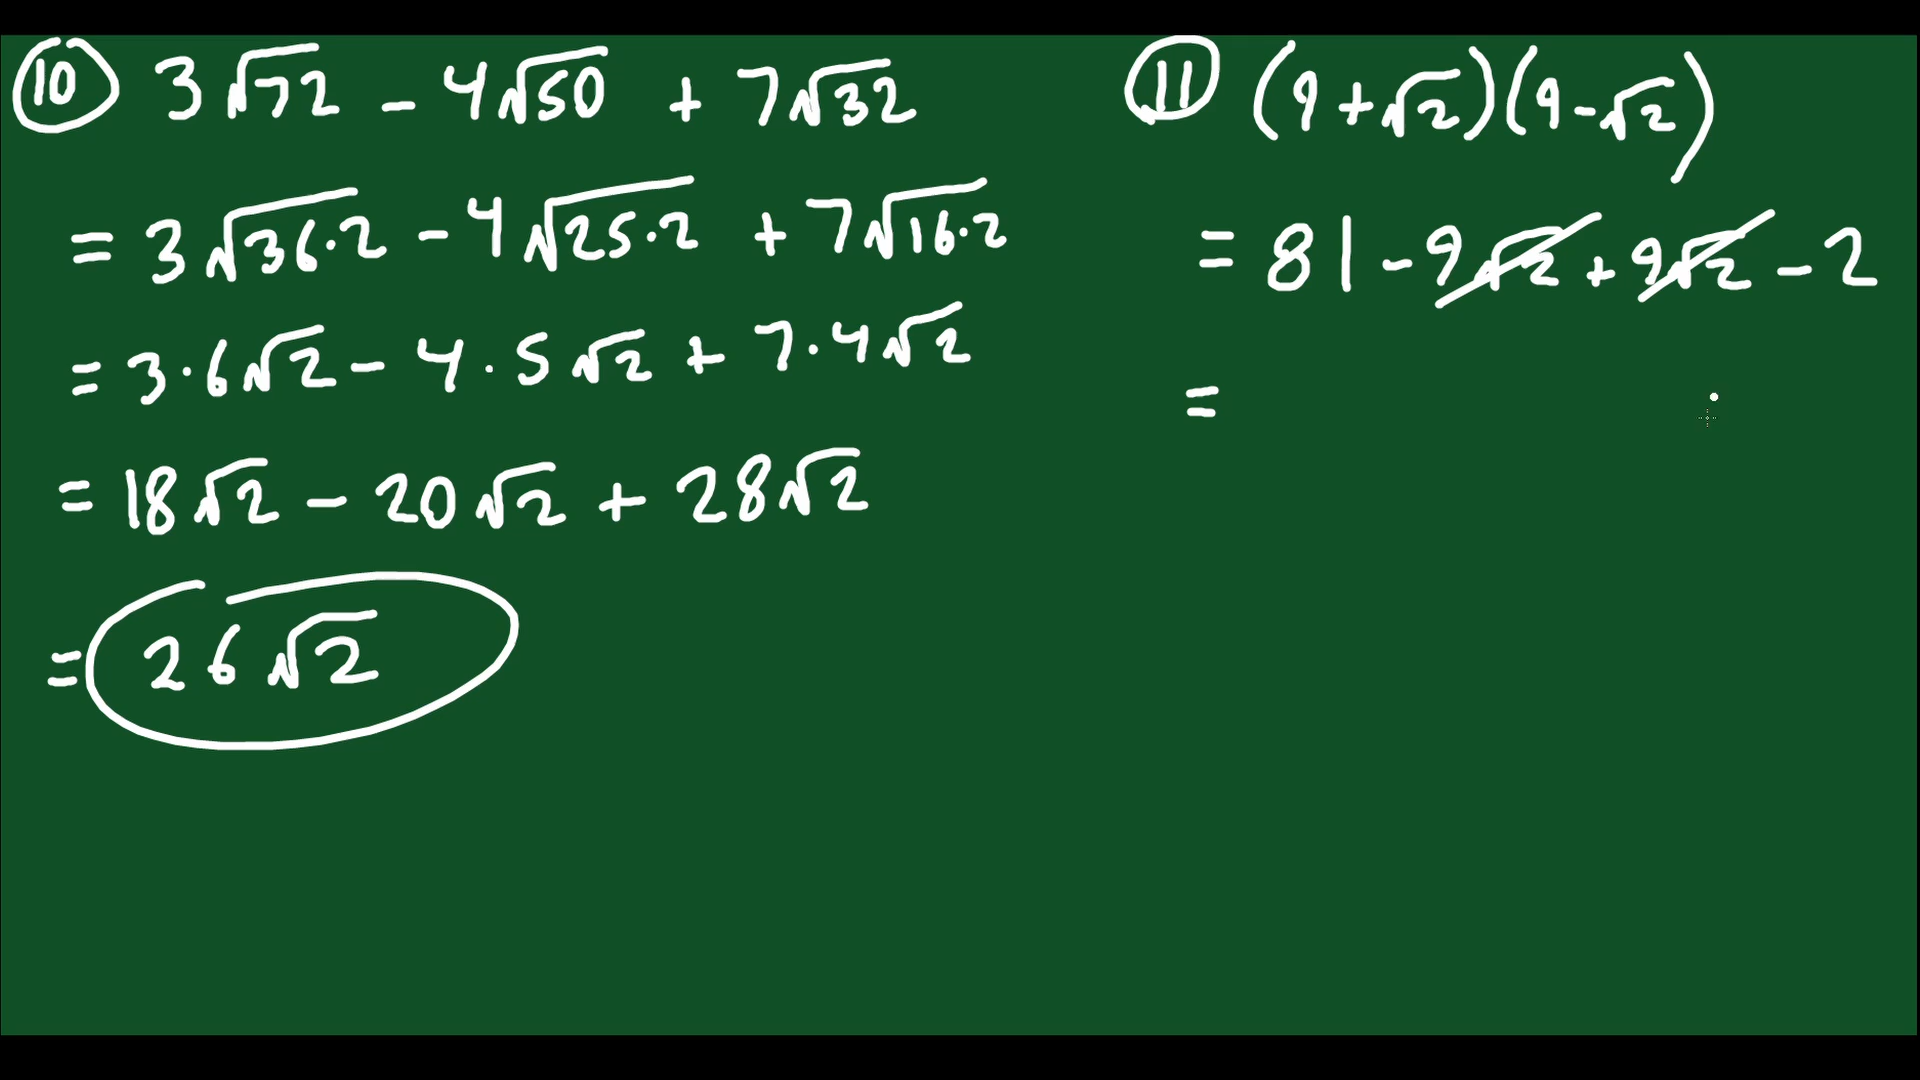 10 3√72 - 4√50 + 7√32
= 3√36·2 - 4√25·2 + 7√16·2
= 3·6√2 - 4·5√2 + 7·4√2
= 18√2 - 20√2 + 28√2
= 26√2
11 (9+√2)(9-√2)
= 81 - 9√2 + 9√2 - 2
=